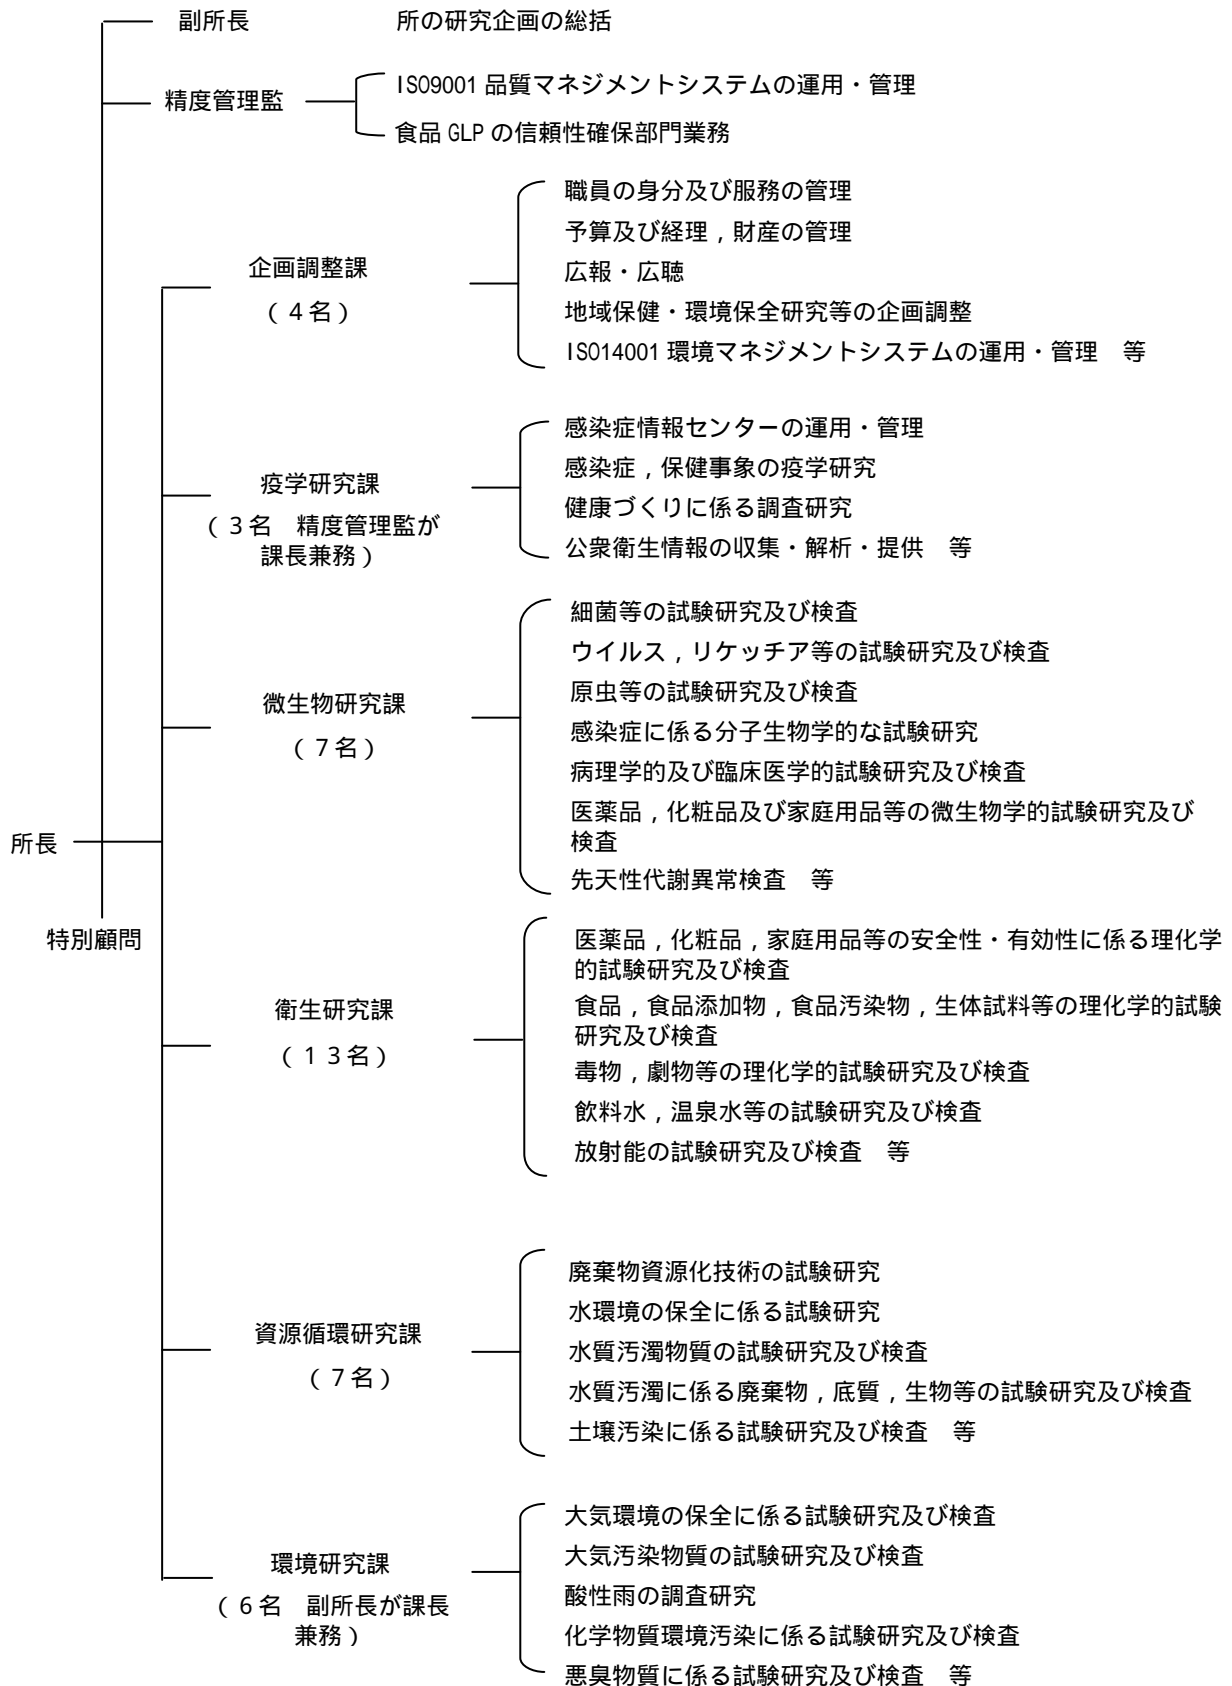 副所長　所の研究企画の総括
精度管理監
ISO9001品質マネジメントシステムの運用・管理
食品GLPの信頼性確保部門業務
企画調整課
(4名)
職員の身分及び服務の管理
予算及び経理,財産の管理
広報・広聴
地域保健・環境保全研究等の企画調整
ISO14001環境マネジメントシステムの運用・管理　等
疫学研究課
(3名　精度管理監が
課長兼務)
感染症情報センターの運用・管理
感染症,保健事象の疫学研究
健康づくりに係る調査研究
公衆衛生情報の収集・解析・提供　等
微生物研究課
(7名)
細菌等の試験研究及び検査
ウイルス,リケッチア等の試験研究及び検査
原虫等の試験研究及び検査
感染症に係る分子生物学的な試験研究
病理学的及び臨床医学的試験研究及び検査
医薬品,化粧品及び家庭用品等の微生物学的試験研究及び
検査
先天性代謝異常検査　等
所長
特別顧問
衛生研究課
(13名)
医薬品,化粧品,家庭用品等の安全性・有効性に係る理化学
的試験研究及び検査
食品,食品添加物,食品汚染物,生体試料等の理化学的試験
研究及び検査
毒物,劇物等の理化学的試験研究及び検査
飲料水,温泉水等の試験研究及び検査
放射能の試験研究及び検査　等
資源循環研究課
(7名)
廃棄物資源化技術の試験研究
水環境の保全に係る試験研究
水質汚濁物質の試験研究及び検査
水質汚濁に係る廃棄物,底質,生物等の試験研究及び検査
土壌汚染に係る試験研究及び検査　等
環境研究課
(6名　副所長が課長
兼務)
大気環境の保全に係る試験研究及び検査
大気汚染物質の試験研究及び検査
酸性雨の調査研究
化学物質環境汚染に係る試験研究及び検査
悪臭物質に係る試験研究及び検査　等